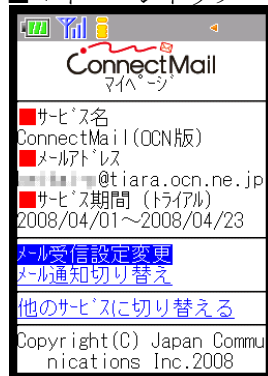 ConnectMail
ﾏｲﾍﾟｰｼﾞ
■ｻｰﾋﾞｽ名
ConnectMail(OCN版)
■ﾒｰﾙｱﾄﾞﾚｽ
@tiara.ocn.ne.jp
■ｻｰﾋﾞｽ期間 (ﾄﾗｲｱﾙ)
2008/04/01～2008/04/23
ﾒｰﾙ受信設定変更
ﾒｰﾙ通知切り替え
他のｻｰﾋﾞｽに切り替える
Copyright(C) Japan Commu
nications Inc.2008